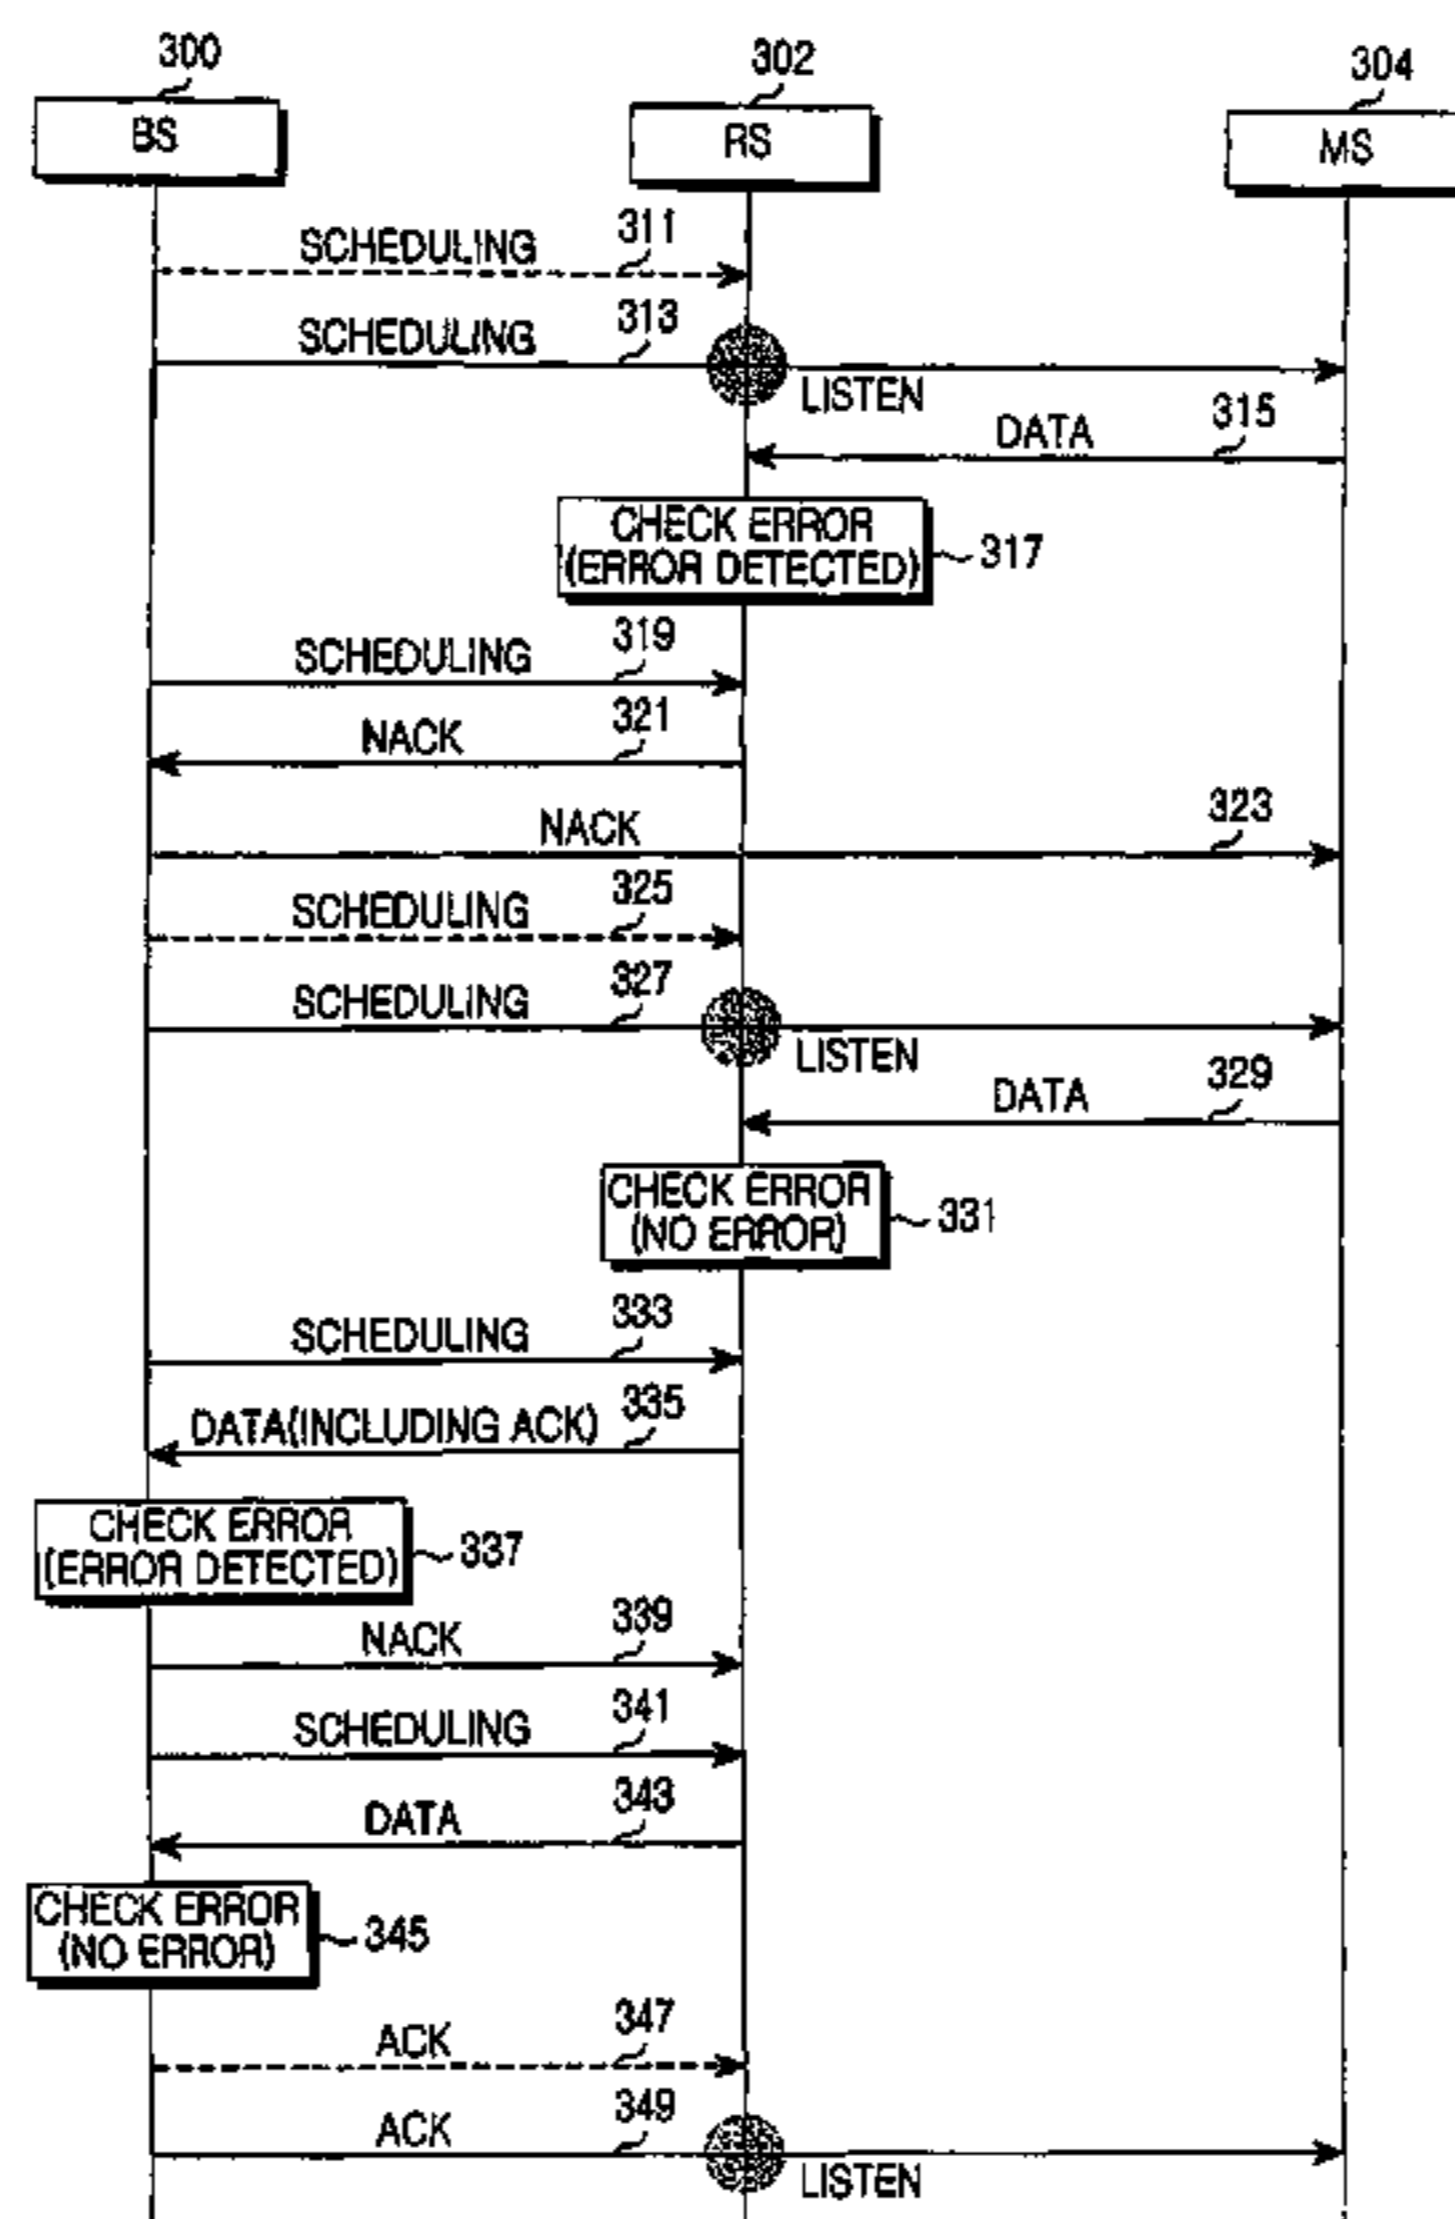 300
302
304
BS
RS
MS
SCHEDULING
311
SCHEDULING
313
LISTEN
DATA
315
CHECK ERROR
(ERROR DETECTED)
317
SCHEDULING
319
NACK
321
NACK
323
SCHEDULING
325
SCHEDULING
327
LISTEN
DATA
329
CHECK ERROR
(NO ERROR)
331
SCHEDULING
333
DATA(INCLUDING ACK)
335
CHECK ERROR
(ERROR DETECTED)
337
NACK
339
SCHEDULING
341
DATA
343
CHECK ERROR
(NO ERROR)
345
ACK
347
ACK
349
LISTEN